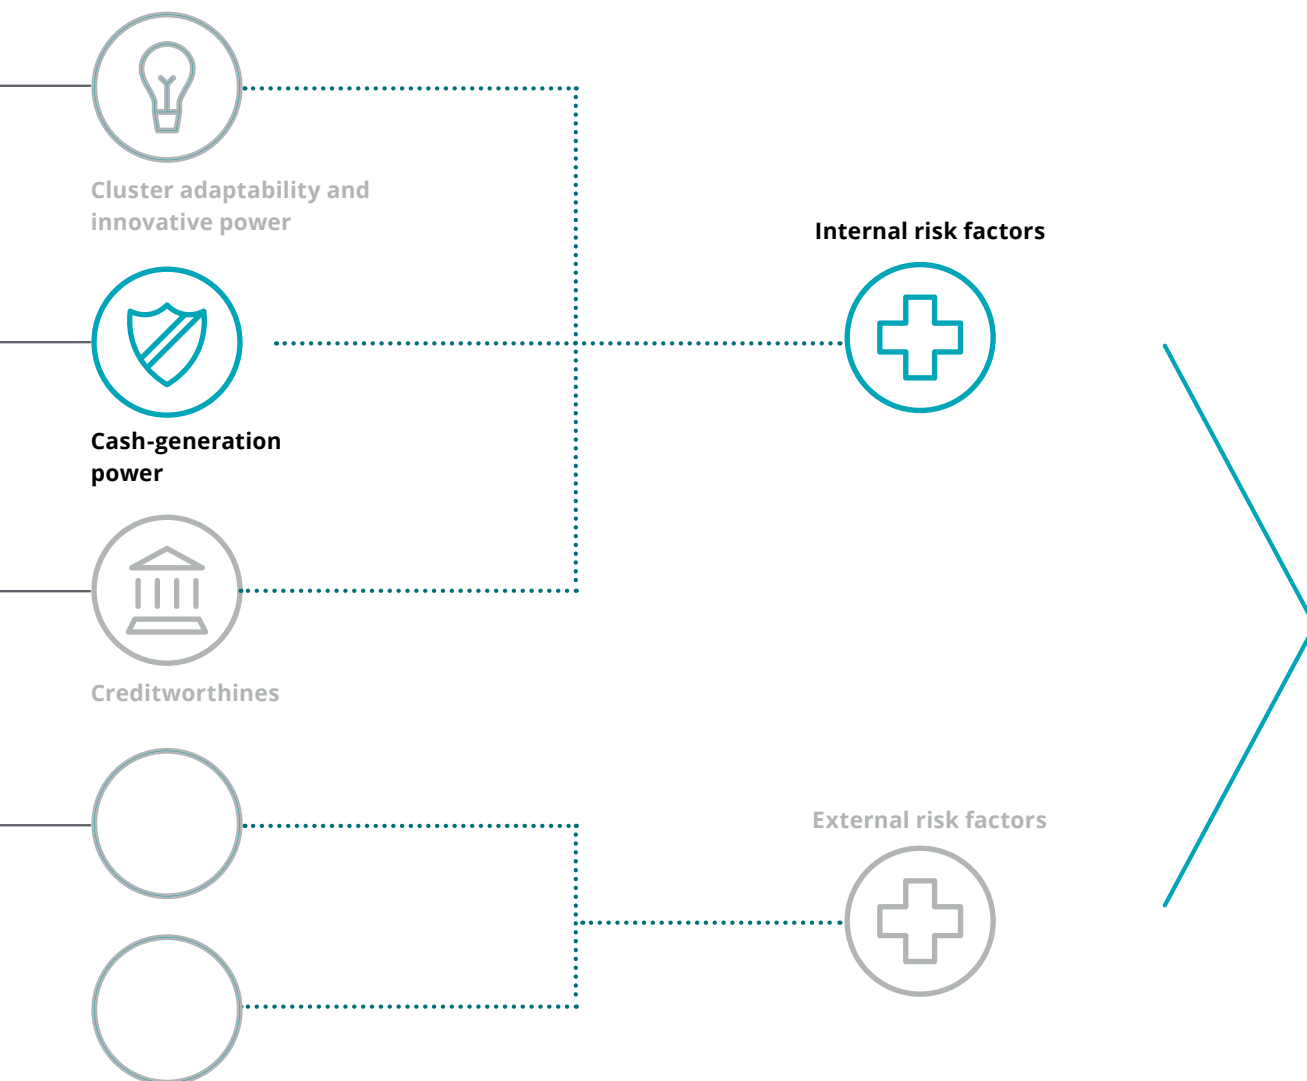 Cluster adaptability and
innovative power
Internal risk factors
Cash-generation
power
Creditworthines
External risk factors